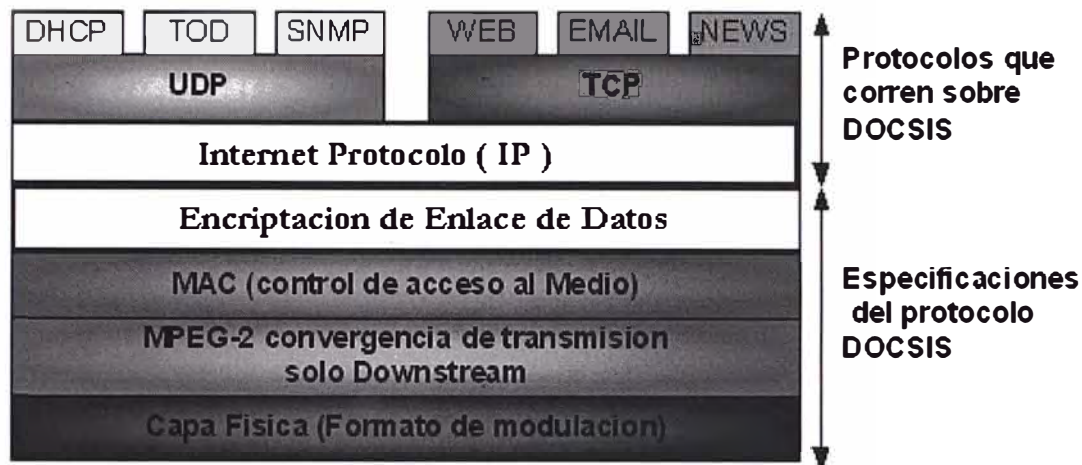 DHCP TOD SNMP WEB EMAIL NEWS
UDP TCP
Internet Protocolo ( IP )
Encriptacion de Enlace de Datos
MAC (control de acceso al Medio)
MPEG-2 convergencia de transmision
solo Downstream
Capa Fisica (Formato de modulacion)
Protocolos que
corren sobre
DOCSIS
Especificaciones
del protocolo
DOCSIS